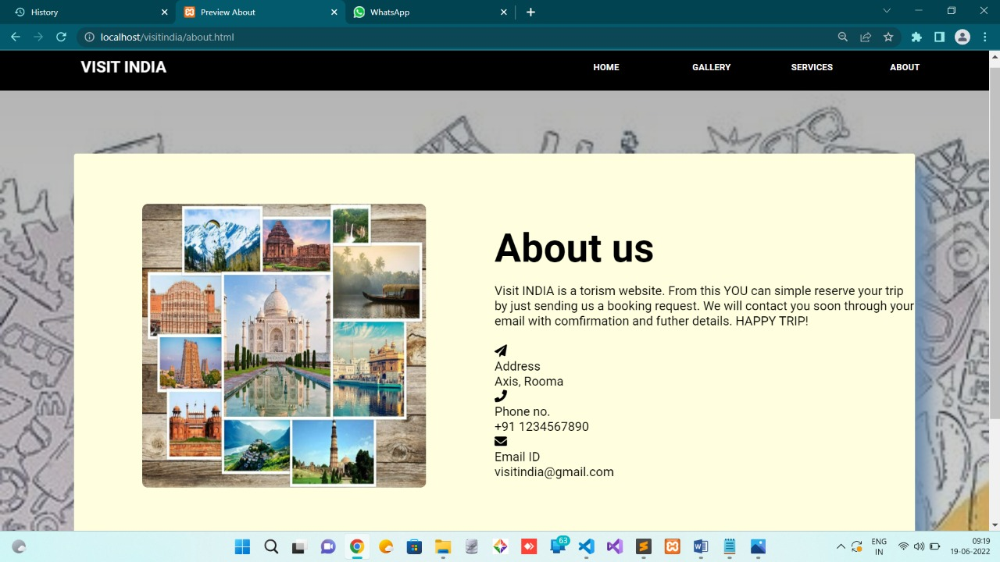 History
Preview About
WhatsApp
localhost/visitindia/about.html
VISIT INDIA
HOME
GALLERY
SERVICES
ABOUT
About us
Visit INDIA is a torism website. From this YOU can simple reserve your trip
by just sending us a booking request. We will contact you soon through your
email with comfirmation and futher details. HAPPY TRIP!
Address
Axis, Rooma
Phone no.
+91 1234567890
Email ID
visitindia@gmail.com
63
ENG
IN
09:19
19-06-2022